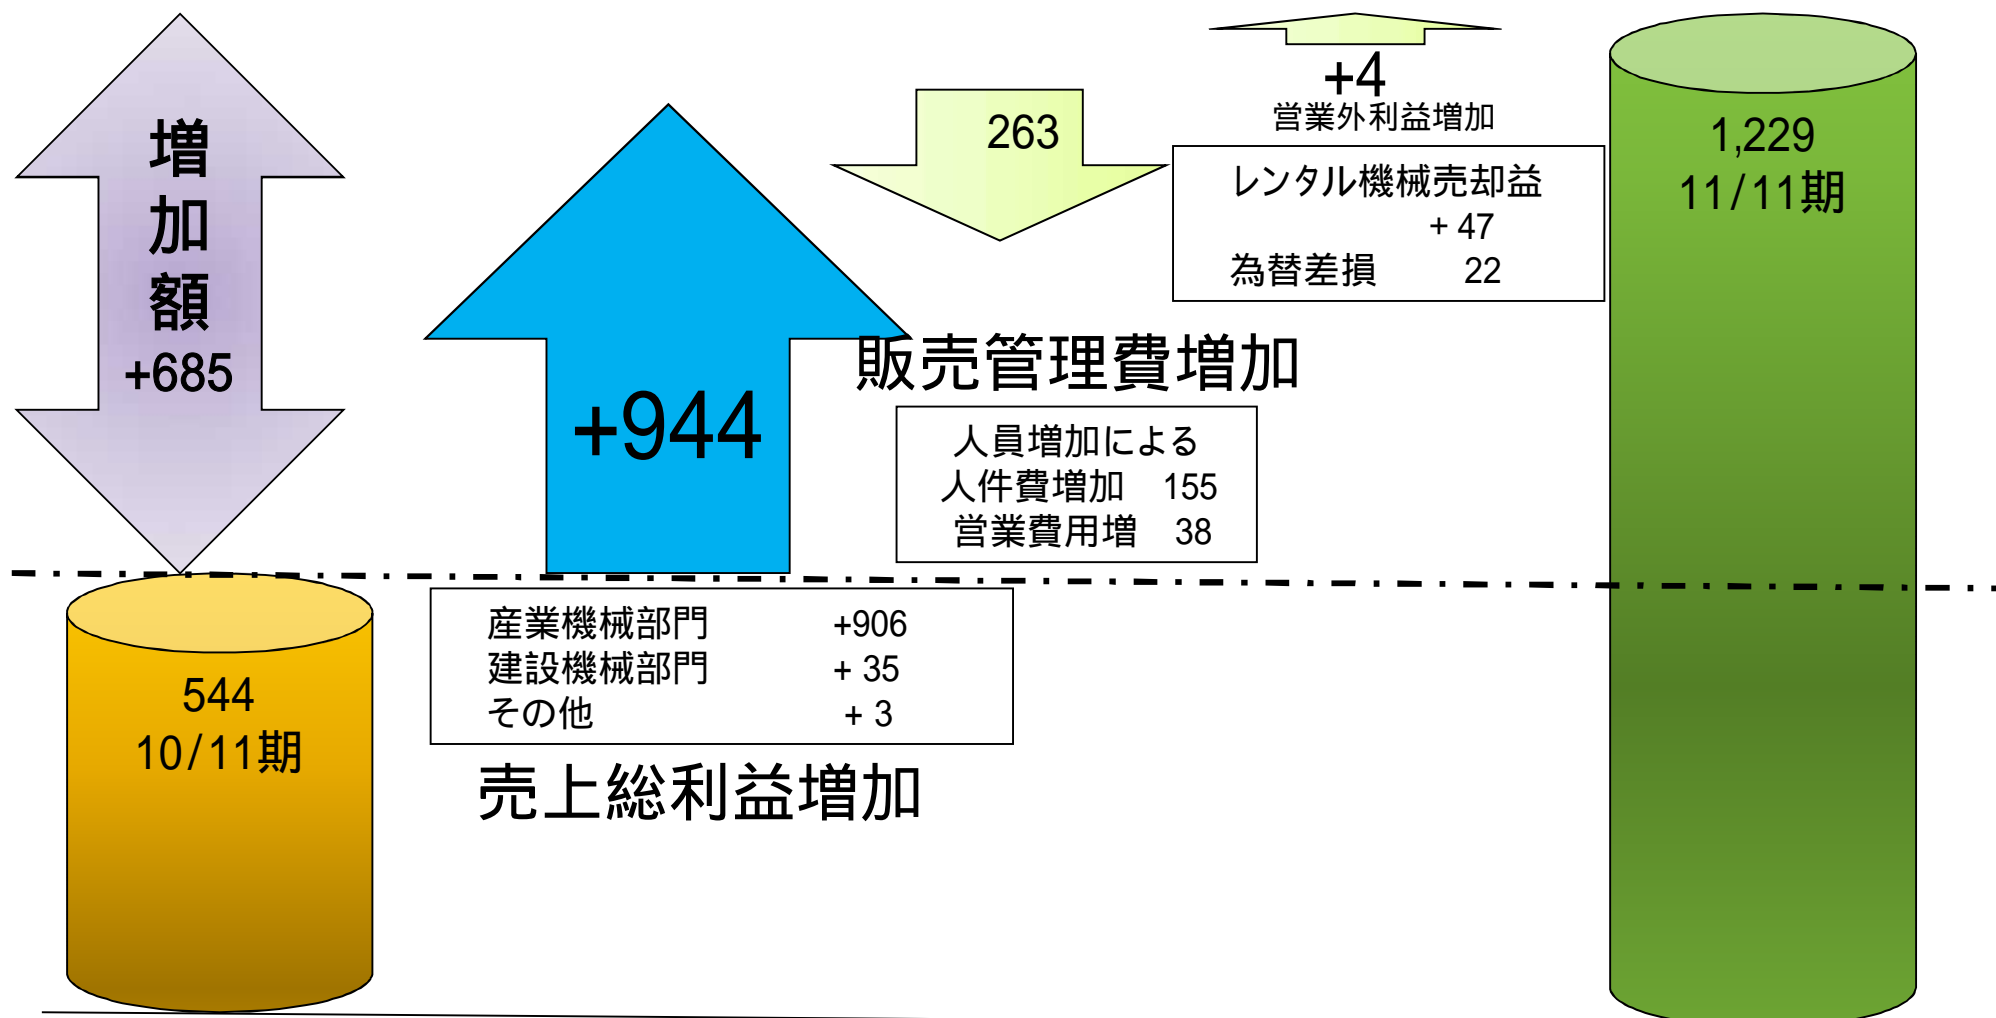 増
加
額
+685
544
10/11期
+944
産業機械部門 +906
建設機械部門 + 35
その他 + 3
売上総利益増加
263
販売管理費増加
人員増加による
人件費増加 155
営業費用増 38
+4
営業外利益増加
レンタル機械売却益
+ 47
為替差損 22
1,229
11/11期